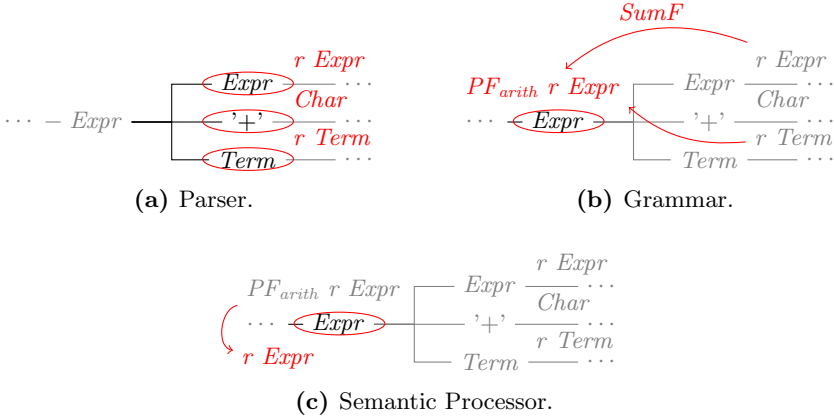 SumF
r Expr
Expr ···
Char
··· – Expr '+' ···
r Term
Term ···
r Expr
PF_arith r Expr Expr ···
Char
··· Expr '+' ···
r Term
Term ···
(a) Parser.
(b) Grammar.
r Expr
PF_arith r Expr Expr ···
Char
··· Expr '+' ···
r Expr
r Term
Term ···
(c) Semantic Processor.